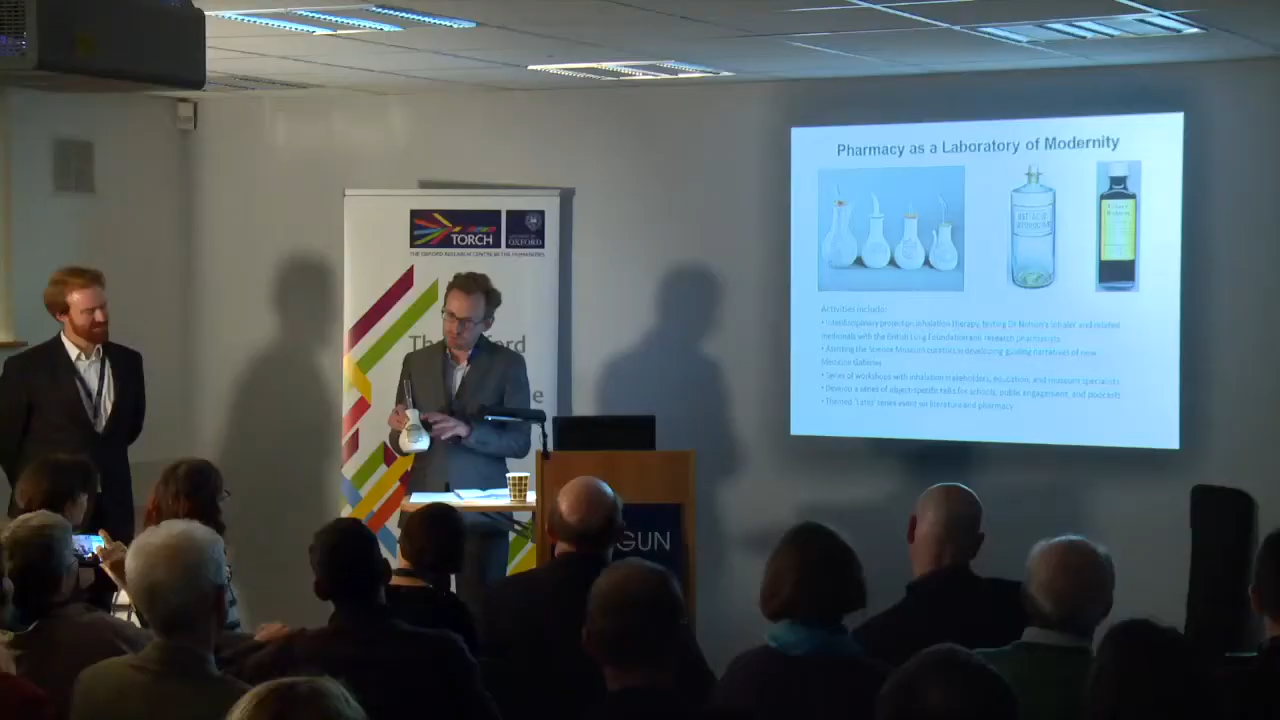 TORCH
UNIVERSITY OF
OXFORD
THE OXFORD RESEARCH CENTRE IN THE HUMANITIES
GUN
Pharmacy as a Laboratory of Modernity
Activities include:
• Interdisciplinary project on inhalation therapy, testing Dr Nelson's Inhaler and related
medicines with the British Lung Foundation and research pharmacists
• Assisting the Science Museum curators in developing guiding narratives of new
Medicine Galleries
• Series of workshops with inhalation stakeholders, education, and museum specialists
• Develop a series of object-specific talks for schools, public engagement, and podcasts
• Themed 'Lates' series event on literature and pharmacy